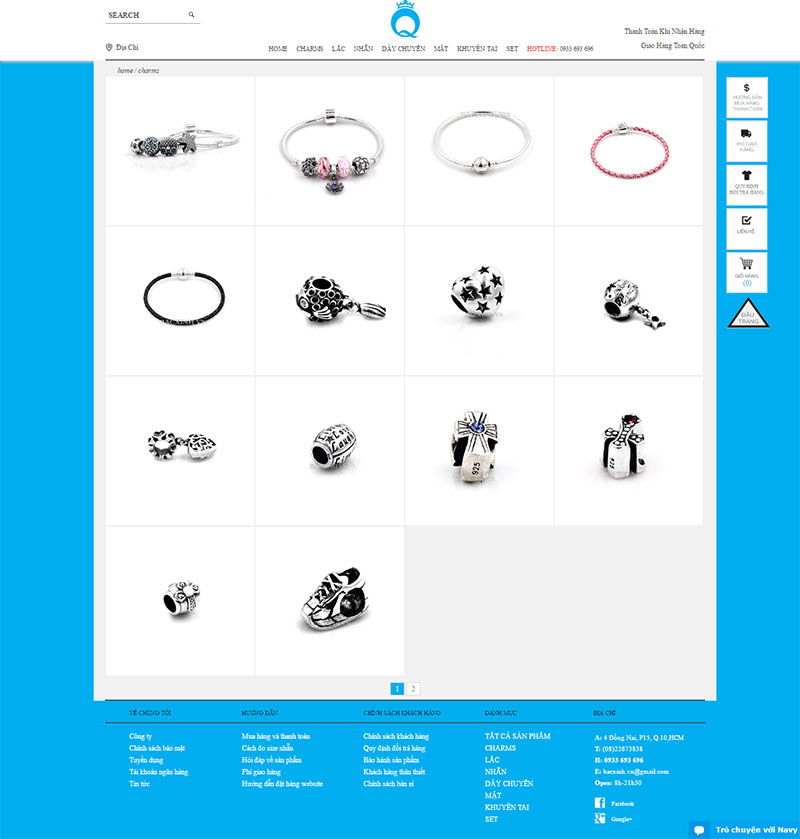 SEARCH
Địa Chỉ
Q
Thanh Toán Khi Nhận Hàng
Giao Hàng Toàn Quốc
HOME CHARMS LẮC NHẪN DÂY CHUYỀN MẶT KHUYÊN TAI SET HOTLINE: 0933 693 696
home / charms
$
HƯỚNG DẪN
MUA HÀNG
THANH TOÁN
PHÍ GIAO
HÀNG
QUY ĐỊNH
ĐỔI TRẢ HÀNG
LIÊN HỆ
GIỎ HÀNG
(0)
ĐẦU
TRANG
925
1 2
VỀ CHÚNG TÔI
Công ty
Chính sách bảo mật
Tuyển dụng
Tài khoản ngân hàng
Tin tức
HƯỚNG DẪN
Mua hàng và thanh toán
Cách đo size nhẫn
Hỏi đáp về sản phẩm
Phí giao hàng
Hướng dẫn đặt hàng website
CHÍNH SÁCH KHÁCH HÀNG
Chính sách khách hàng
Quy định đổi trả hàng
Bảo hành sản phẩm
Khách hàng thân thiết
Chính sách bán sỉ
DANH MỤC
TẤT CẢ SẢN PHẨM
CHARMS
LẮC
NHẪN
DÂY CHUYỀN
MẶT
KHUYÊN TAI
SET
ĐỊA CHỈ
A: 4 Đồng Nai, P15, Q.10,HCM
T: (08)22673838
H: 0933 693 696
E: bacxinh.vn@gmail.com
Open: 8h-21h30
Facebook
Google+
Trò chuyện với Navy